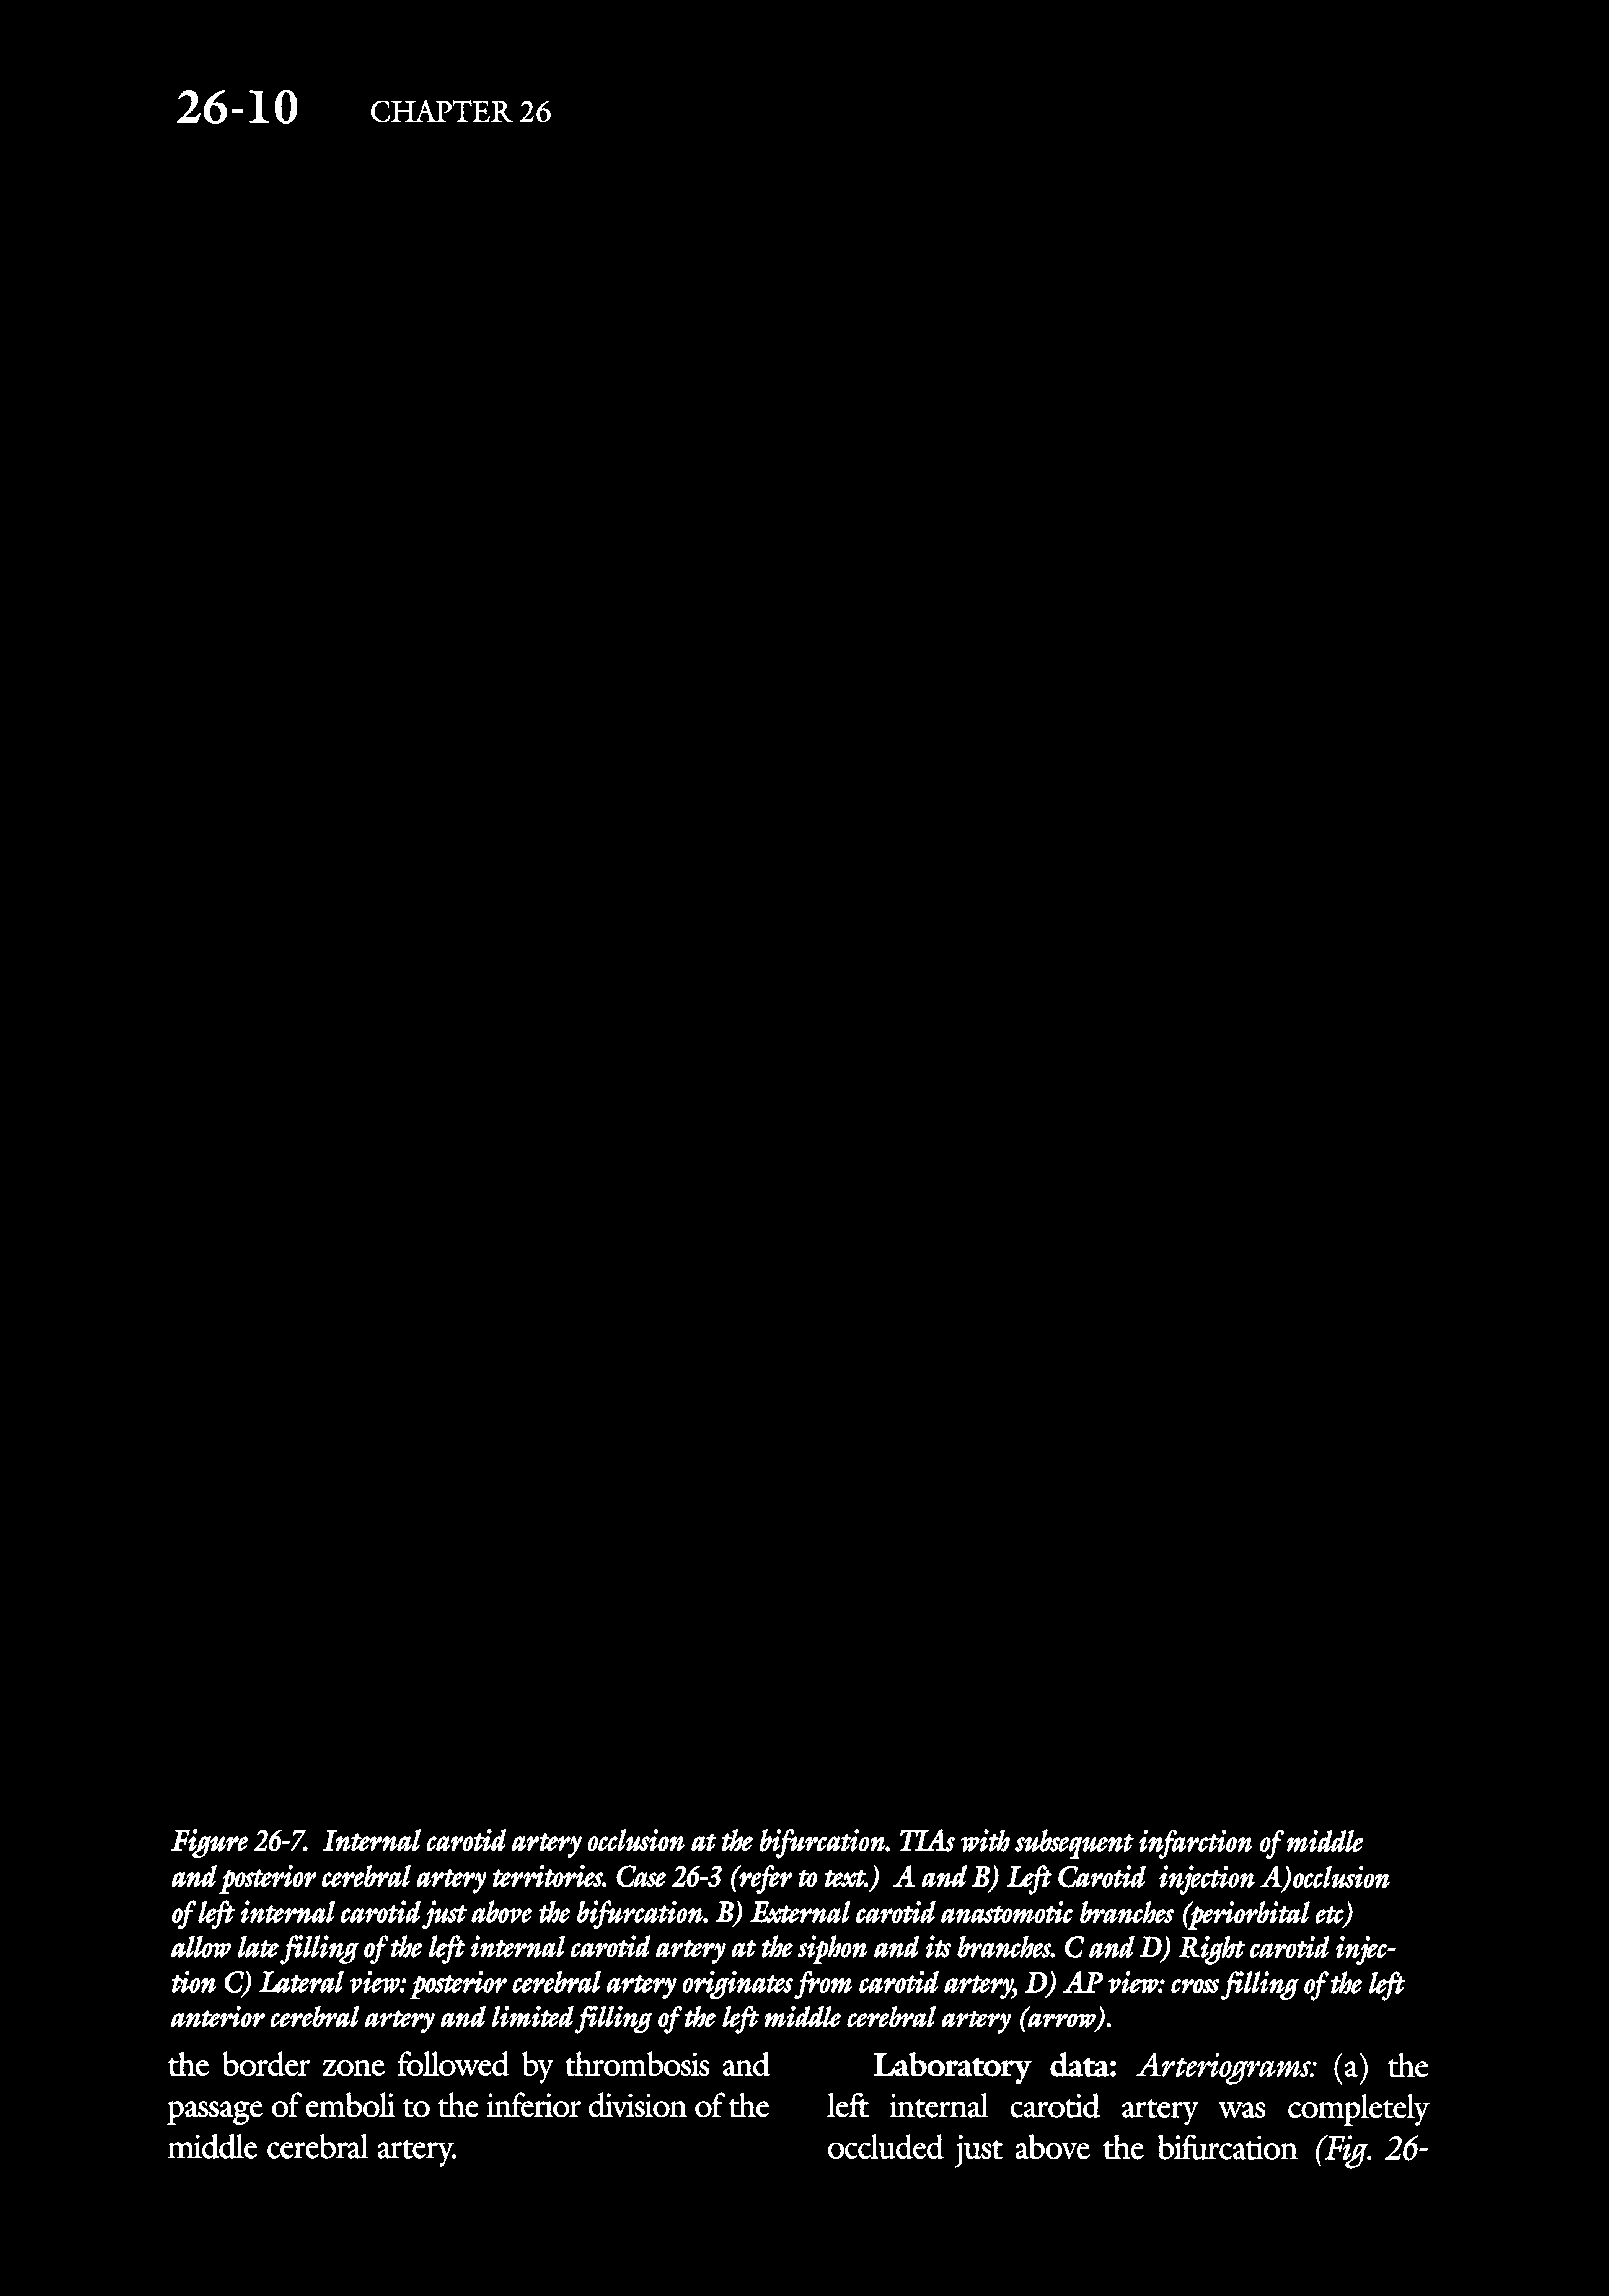 26-10 CHAPTER 26
Figure 26-7. Internal carotid artery occlusion at the bifurcation. TIAs with subsequent infarction of middle
and posterior cerebral artery territories. Case 26-3 (refer to text.) A and B) Left Carotid injection A)occlusion
of left internal carotid just above the bifurcation. B) External carotid anastomotic branches (periorbital etc)
allow late filling of the left internal carotid artery at the siphon and its branches. C and D) Right carotid injec-
tion C) Lateral view: posterior cerebral artery originates from carotid artery, D) AP view: cross filling of the left
anterior cerebral artery and limited filling of the left middle cerebral artery (arrow).
the border zone followed by thrombosis and
passage of emboli to the inferior division of the
middle cerebral artery.
Laboratory data: Arteriograms: (a) the
left internal carotid artery was completely
occluded just above the bifurcation (Fig. 26-